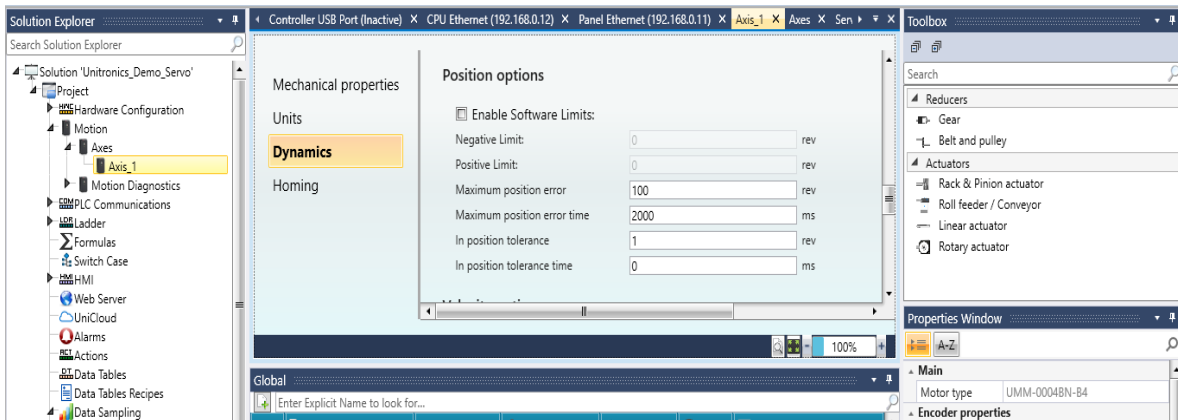 Solution Explorer
Search Solution Explorer
Solution 'Unitronics_Demo_Servo'
Project
Hardware Configuration
Motion
Axes
Axis_1
Motion Diagnostics
COM PLC Communications
LDR Ladder
Formulas
Switch Case
HMI HMI
Web Server
UniCloud
Alarms
ACT Actions
Data Tables
Data Tables Recipes
Data Sampling
Controller USB Port (Inactive) X CPU Ethernet (192.168.0.12) X Panel Ethernet (192.168.0.11) X Axis_1 X Axes X Sen
Mechanical properties
Units
Dynamics
Homing
Position options
Enable Software Limits:
Negative Limit: 0 rev
Positive Limit: 0 rev
Maximum position error 100 rev
Maximum position error time 2000 ms
In position tolerance 1 rev
In position tolerance time 0 ms
100%
Global
Enter Explicit Name to look for...
Toolbox
Search
Reducers
Gear
Belt and pulley
Actuators
Rack & Pinion actuator
Roll feeder / Conveyor
Linear actuator
Rotary actuator
Properties Window
A-Z
Main
Motor type UMM-0004BN-B4
Encoder properties